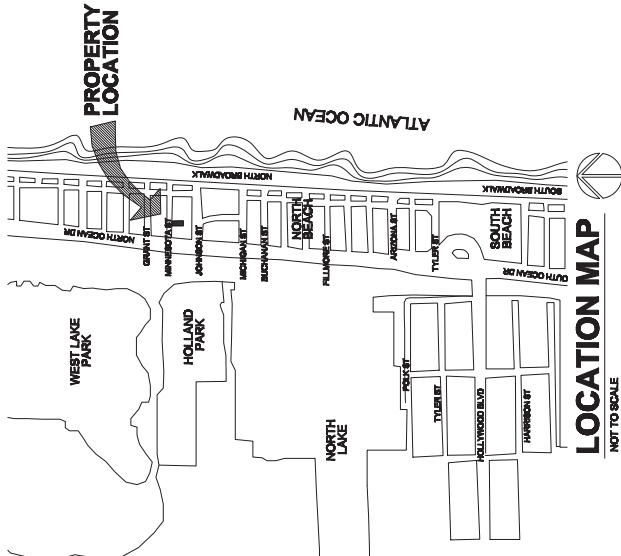 PROPERTY
LOCATION
ATLANTIC OCEAN
NORTH BROADWALK
SOUTH BROADWALK
NORTH OCEAN DR
GRANT ST
MINNESOTA ST
JOHNSON ST
MICHIGAN ST
BUCHANAN ST
NORTH
BEACH
FILLMORE ST
ARIZONA ST
TYLER ST
SOUTH
BEACH
OUTH OCEAN DR
WEST LAKE
PARK
HOLLAND
PARK
NORTH
LAKE
POLK ST
TYLER ST
HOLLYWOOD BLVD
HARRISON ST
LOCATION MAP
NOT TO SCALE